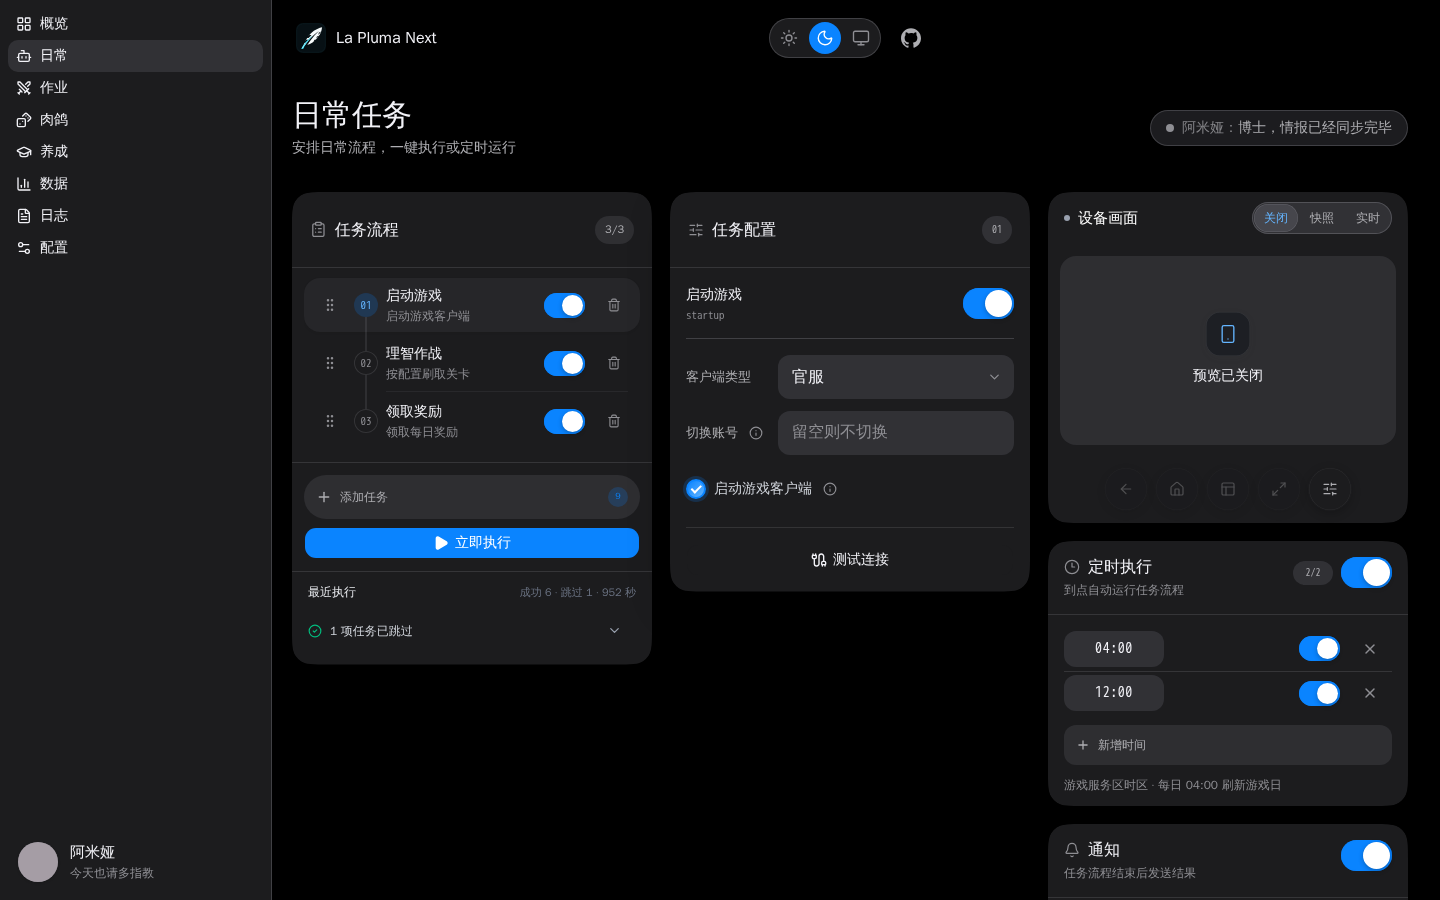 概览
日常
作业
肉鸽
养成
数据
日志
配置
阿米娅
今天也请多指教
La Pluma Next
日常任务
安排日常流程，一键执行或定时运行
阿米娅：博士，情报已经同步完毕
任务流程
3/3
01
启动游戏
启动游戏客户端
02
理智作战
按配置刷取关卡
03
领取奖励
领取每日奖励
添加任务
9
立即执行
最近执行
成功 6 · 跳过 1 · 952 秒
1 项任务已跳过
任务配置
01
启动游戏
startup
客户端类型
官服
切换账号
留空则不切换
启动游戏客户端
测试连接
设备画面
关闭
快照
实时
预览已关闭
定时执行
2/2
到点自动运行任务流程
04:00
12:00
新增时间
游戏服务区时区 · 每日 04:00 刷新游戏日
通知
任务流程结束后发送结果